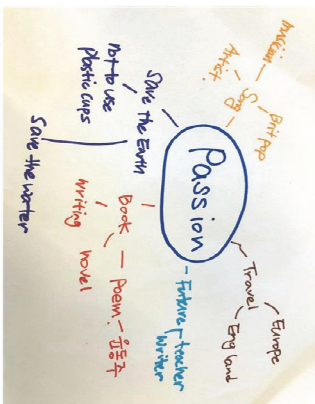 Passion
Song
Artist.
musician
Brit pop
Travel
Europe
England
Future
teacher
writer
Book
Poem.
윤동주
writing
novel
Save the Earth
not to use
plastic cups
Save the water